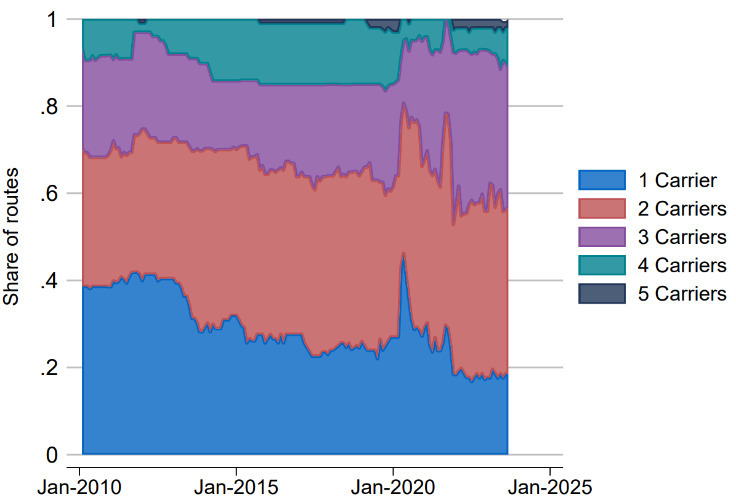 1
.8
.6
.4
.2
0
Share of routes
Jan-2010
Jan-2015
Jan-2020
Jan-2025
1 Carrier
2 Carriers
3 Carriers
4 Carriers
5 Carriers